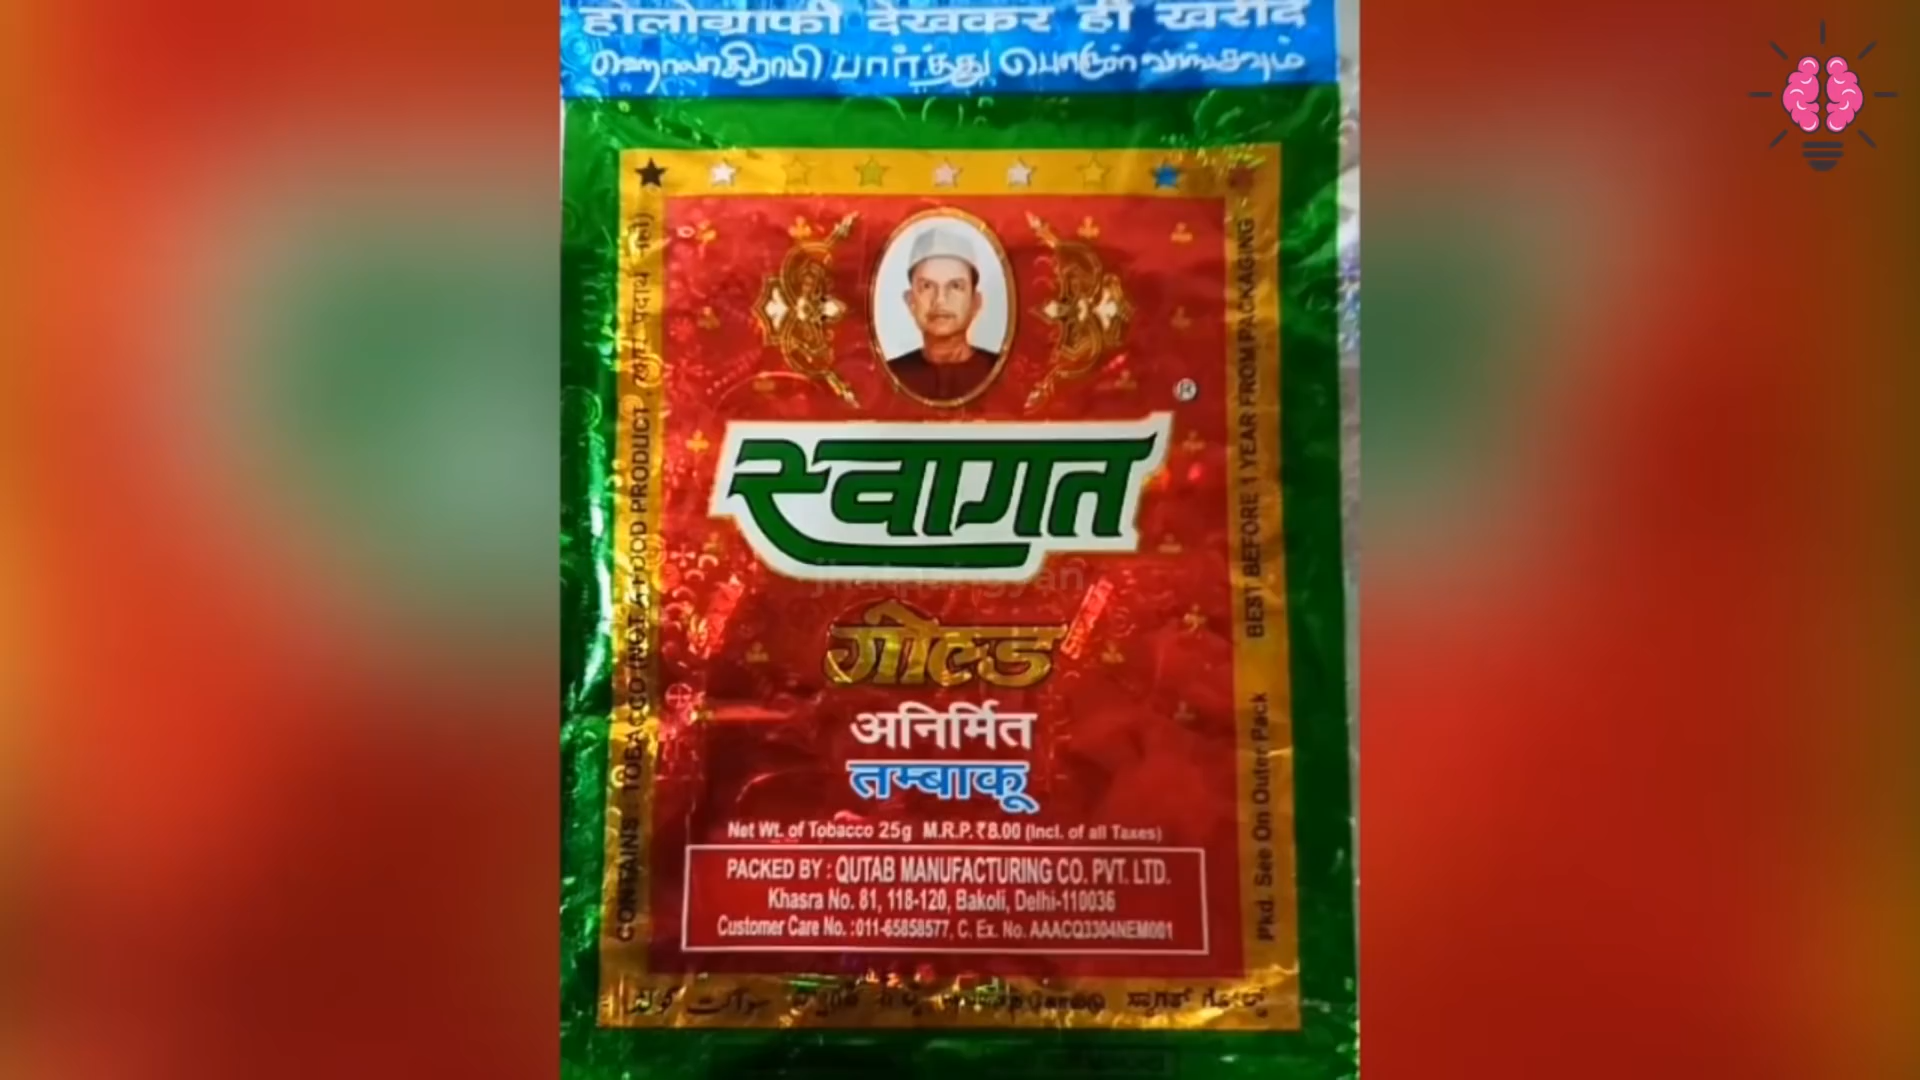 होलोग्राफी देखकर ही खरीदें
ஹொலாகிராபி பார்த்து பொருள் வாங்கவும்
CONTAINS : TOBACCO (NOT A FOOD PRODUCT
BEST BEFORE 1 YEAR FROM PACKAGING
Pkd. See On Outer Pack
®
स्वागत
jhatpatgyan
गोल्ड
अनिर्मित
तम्बाकू
Net Wt. of Tobacco 25g M.R.P. ₹8.00 (Incl. of all Taxes)
PACKED BY : QUTAB MANUFACTURING CO. PVT. LTD.
Khasra No. 81, 118-120, Bakoli, Delhi-110036
Customer Care No. :011-65858577, C. Ex. No. AAACQ3304NEM001